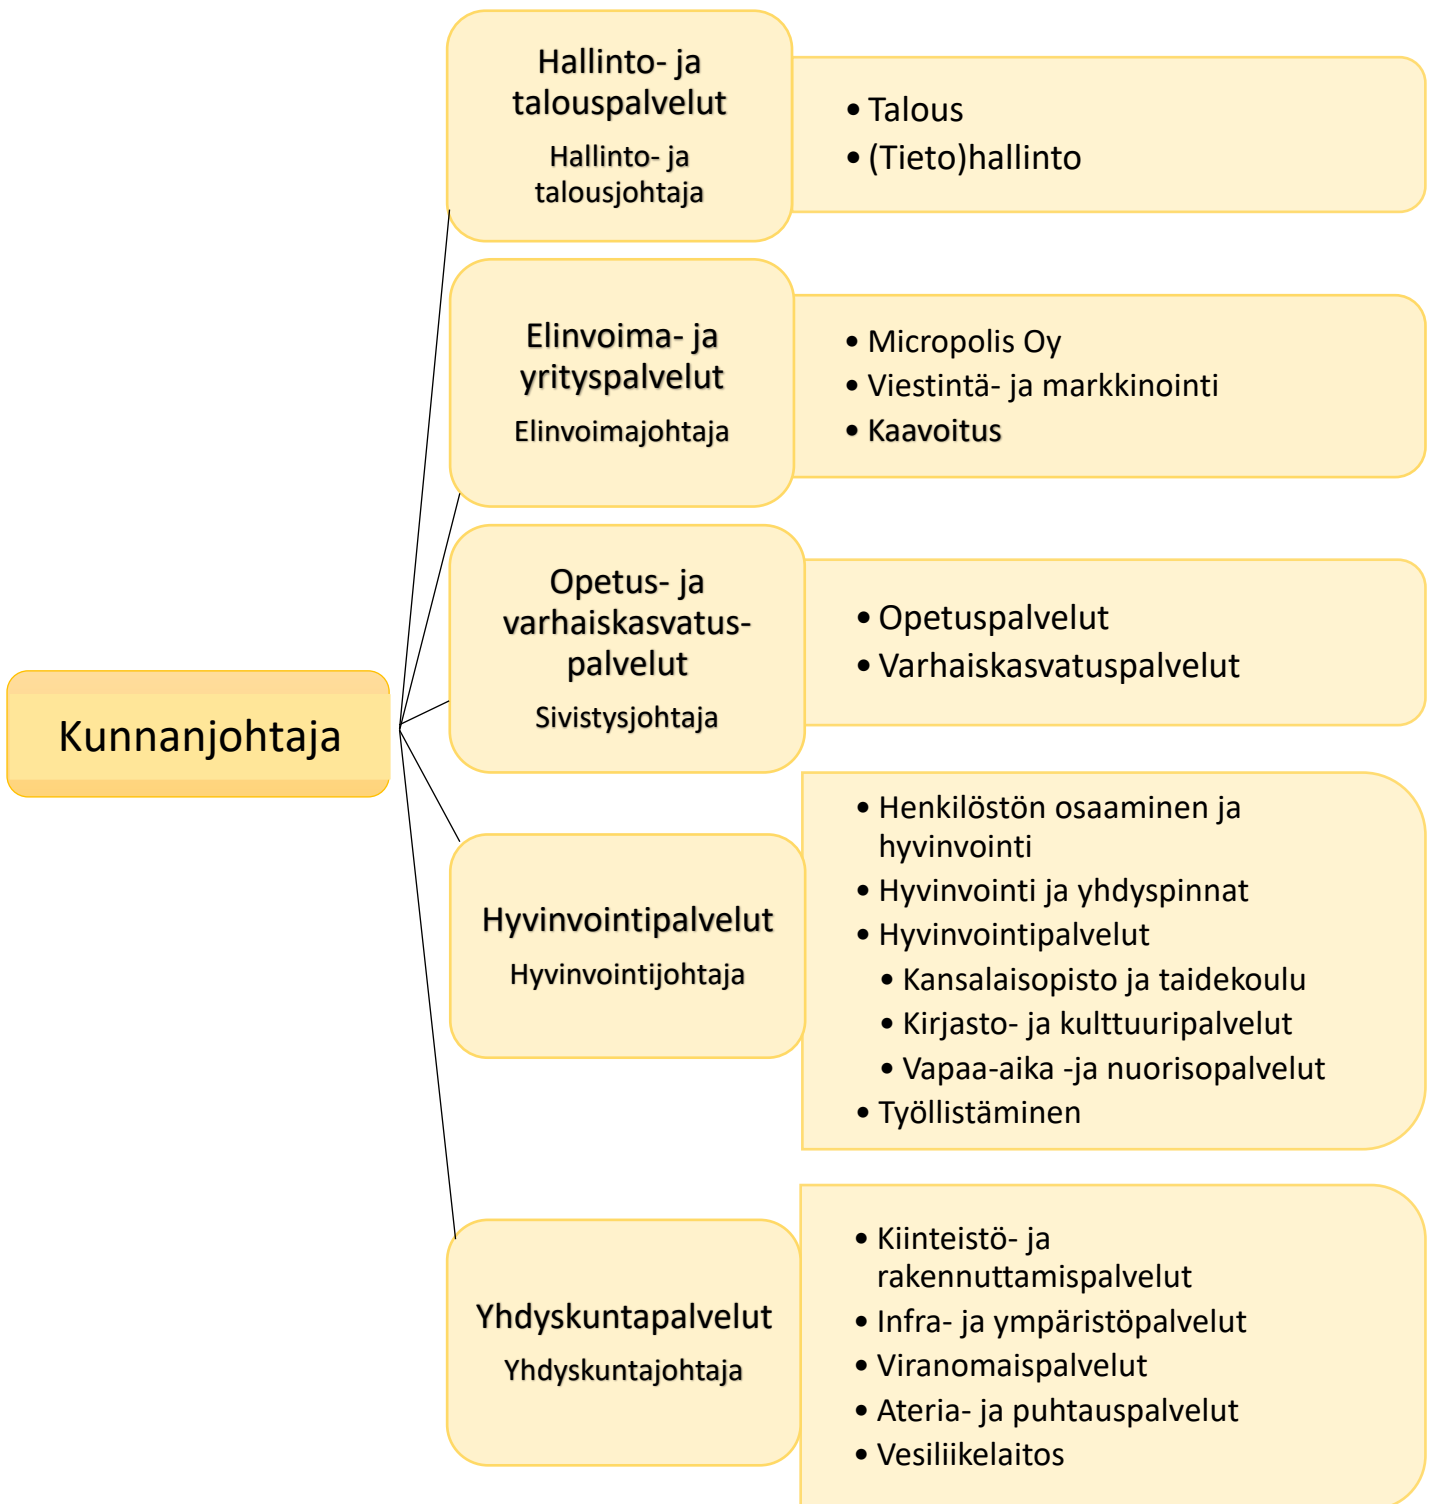 Hallinto- ja
talouspalvelut
Hallinto- ja
talousjohtaja
• Talous
• (Tieto)hallinto
Elinvoima- ja
yrityspalvelut
Elinvoimajohtaja
• Micropolis Oy
• Viestintä- ja markkinointi
• Kaavoitus
Opetus- ja
varhaiskasvatus-
palvelut
Sivistysjohtaja
• Opetuspalvelut
• Varhaiskasvatuspalvelut
Kunnanjohtaja
Hyvinvointipalvelut
Hyvinvointijohtaja
• Henkilöstön osaaminen ja
hyvinvointi
• Hyvinvointi ja yhdyspinnat
• Hyvinvointipalvelut
• Kansalaisopisto ja taidekoulu
• Kirjasto- ja kulttuuripalvelut
• Vapaa-aika -ja nuorisopalvelut
• Työllistäminen
Yhdyskuntapalvelut
Yhdyskuntajohtaja
• Kiinteistö- ja
rakennuttamispalvelut
• Infra- ja ympäristöpalvelut
• Viranomaispalvelut
• Ateria- ja puhtauspalvelut
• Vesiliikelaitos